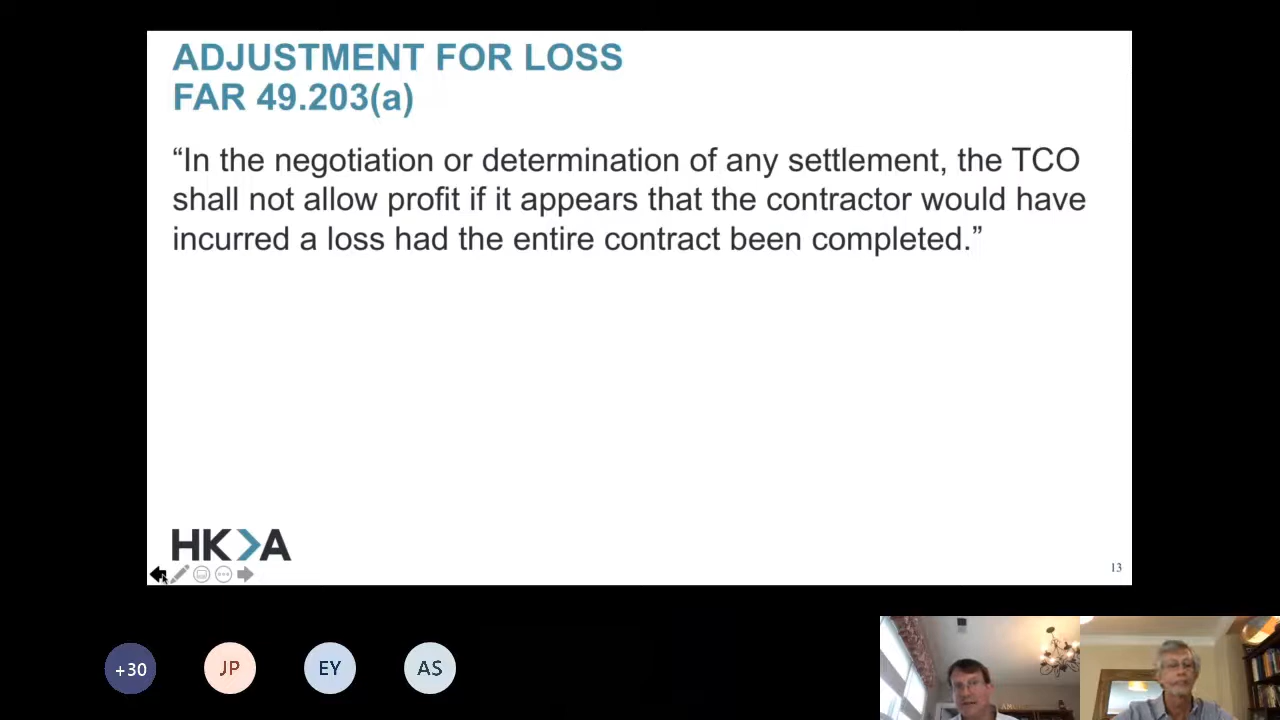 ADJUSTMENT FOR LOSS
FAR 49.203(a)
“In the negotiation or determination of any settlement, the TCO
shall not allow profit if it appears that the contractor would have
incurred a loss had the entire contract been completed.”
HKA
13
+30
JP
EY
AS